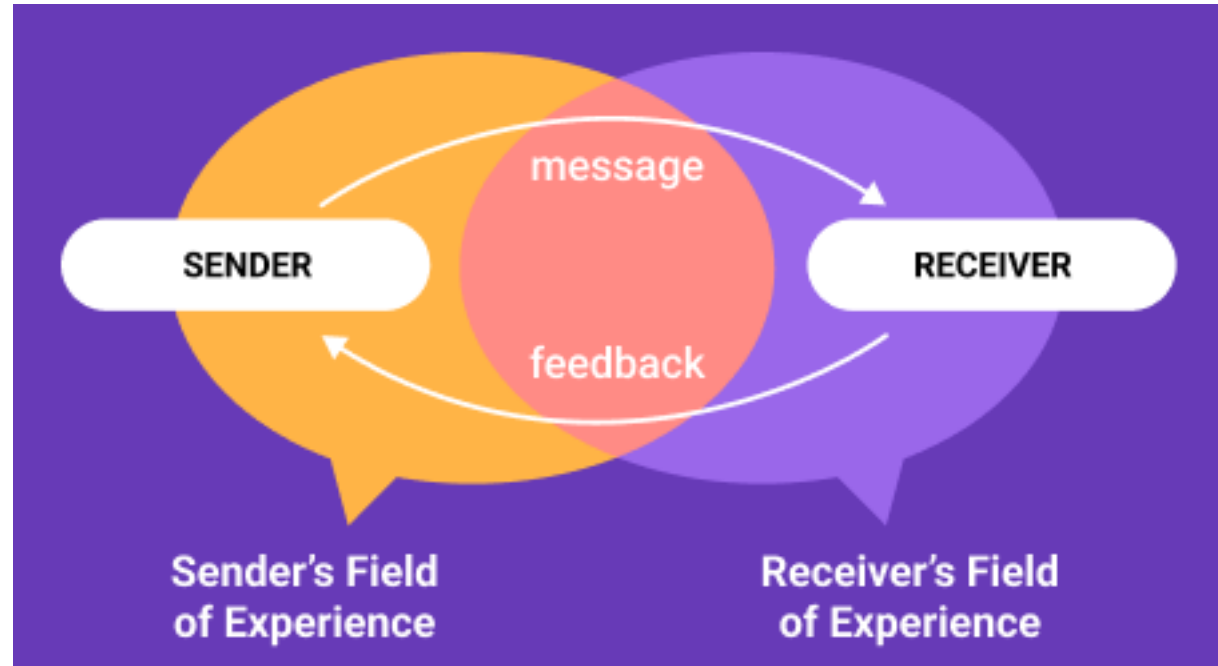 message
SENDER
RECEIVER
feedback
Sender’s Field
of Experience
Receiver’s Field
of Experience